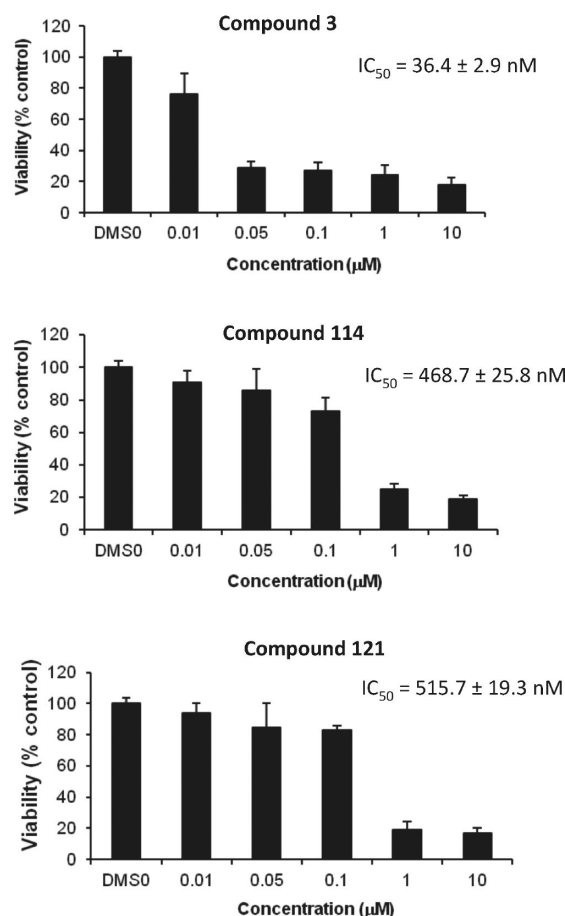 Compound 3
IC50 = 36.4 ± 2.9 nM
Viability (% control)
120
100
80
60
40
20
0
DMS0 0.01 0.05 0.1 1 10
Concentration (µM)
Compound 114
IC50 = 468.7 ± 25.8 nM
Viability (% control)
120
100
80
60
40
20
0
DMS0 0.01 0.05 0.1 1 10
Concentration (µM)
Compound 121
IC50 = 515.7 ± 19.3 nM
Viability (% control)
120
100
80
60
40
20
0
DMS0 0.01 0.05 0.1 1 10
Concentration (µM)